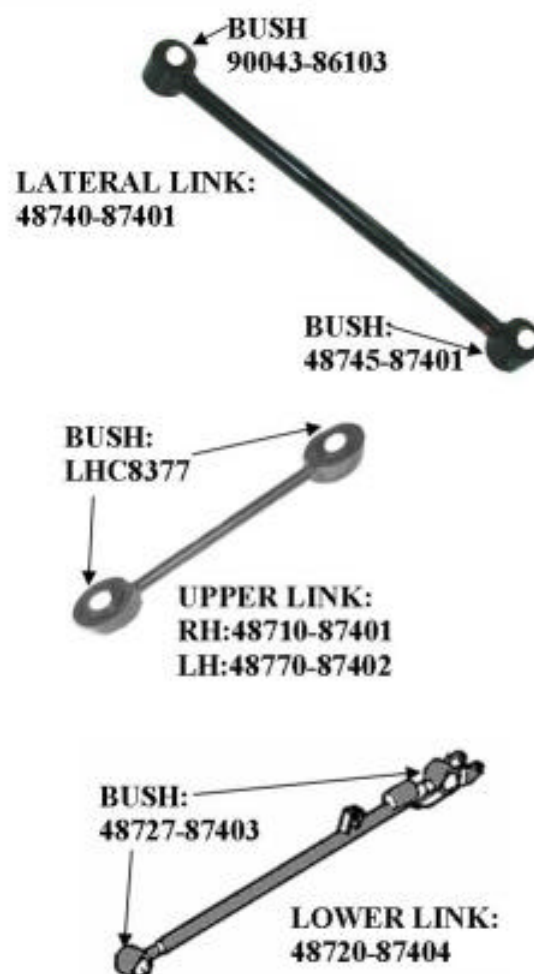 BUSH
90043-86103
LATERAL LINK:
48740-87401
BUSH:
48745-87401
BUSH:
LHC8377
UPPER LINK:
RH:48710-87401
LH:48770-87402
BUSH:
48727-87403
LOWER LINK:
48720-87404